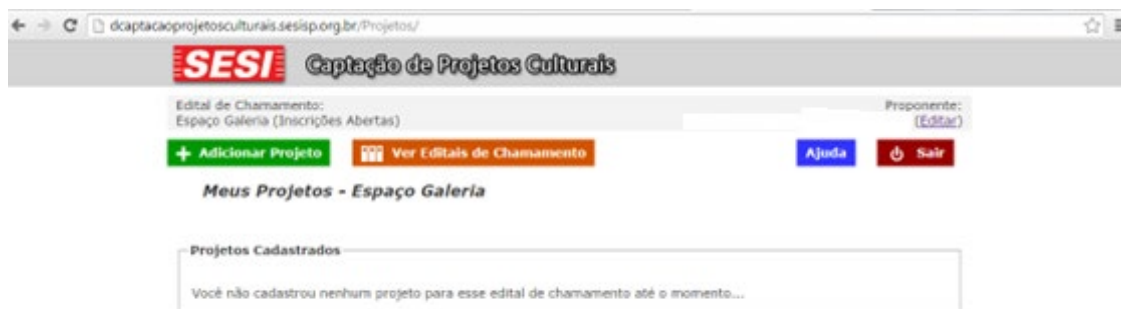 dcaptacaoprojetosculturais.sesisp.org.br/Projetos/
SESI Captação de Projetos Culturais
Edital de Chamamento: Proponente:
Espaço Galeria (Inscrições Abertas) (Editar)
Adicionar Projeto Ver Editais de Chamamento Ajuda Sair
Meus Projetos - Espaço Galeria
Projetos Cadastrados
Você não cadastrou nenhum projeto para esse edital de chamamento até o momento...